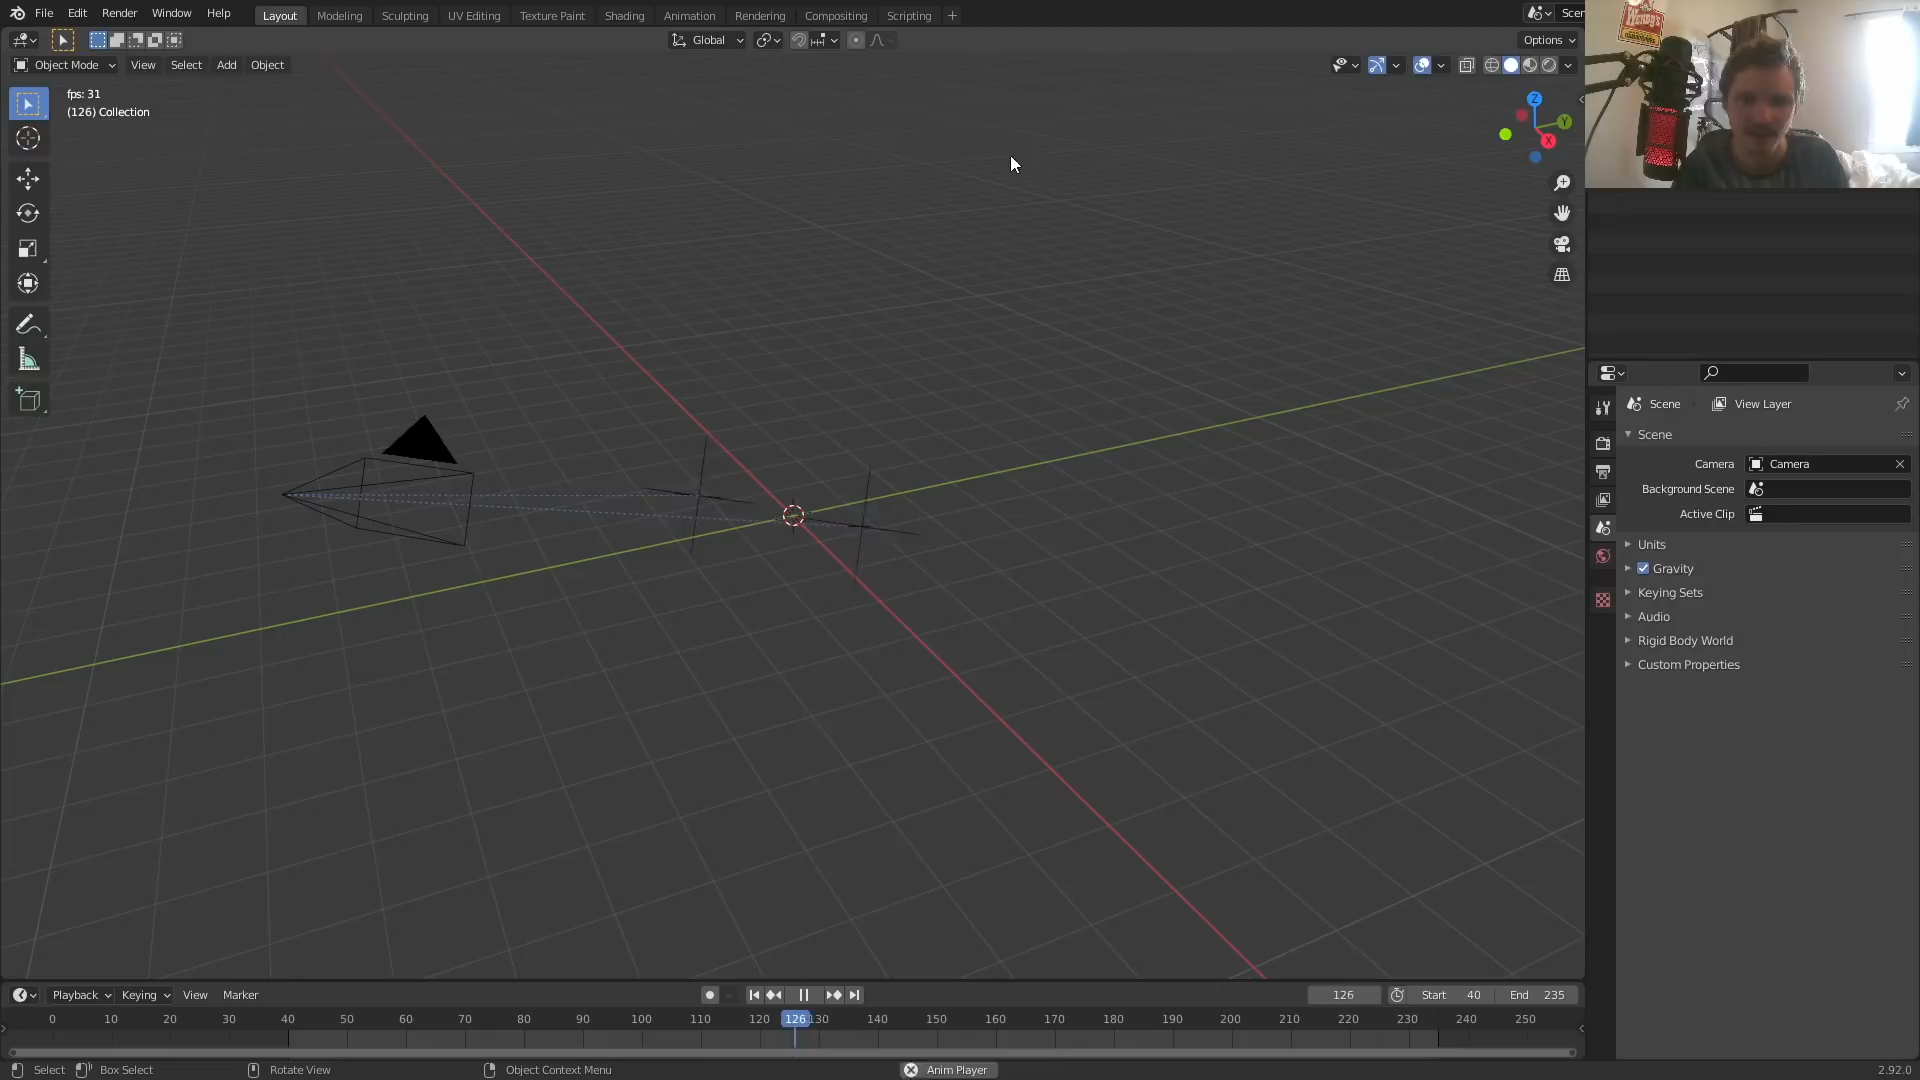 File Edit Render Window Help
Layout Modeling Sculpting UV Editing Texture Paint Shading Animation Rendering Compositing Scripting +
Scen
WENDY'S
Global
Options
Object Mode View Select Add Object
fps: 31
(126) Collection
Z
Y
X
Scene View Layer
Scene
Camera Camera
Background Scene
Active Clip
Units
Gravity
Keying Sets
Audio
Rigid Body World
Custom Properties
Playback Keying View Marker
126 Start 40 End 235
0 10 20 30 40 50 60 70 80 90 100 110 120 126 130 140 150 160 170 180 190 200 210 220 230 240 250
Select Box Select Rotate View Object Context Menu Anim Player 2.92.0